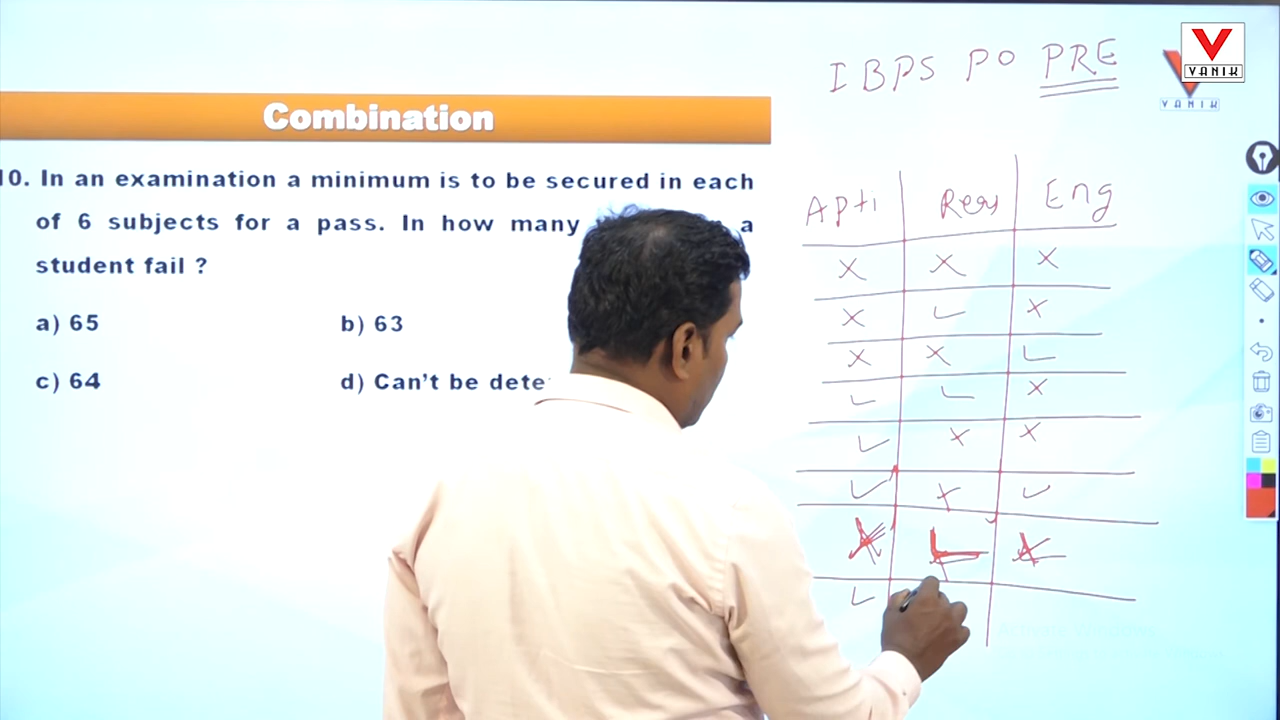 IBPS PO PRE
VANIK
VANIK
Combination
10. In an examination a minimum is to be secured in each
of 6 subjects for a pass. In how many a
student fail ?
a) 65
b) 63
c) 64
d) Can't be dete
Apti Reas Eng